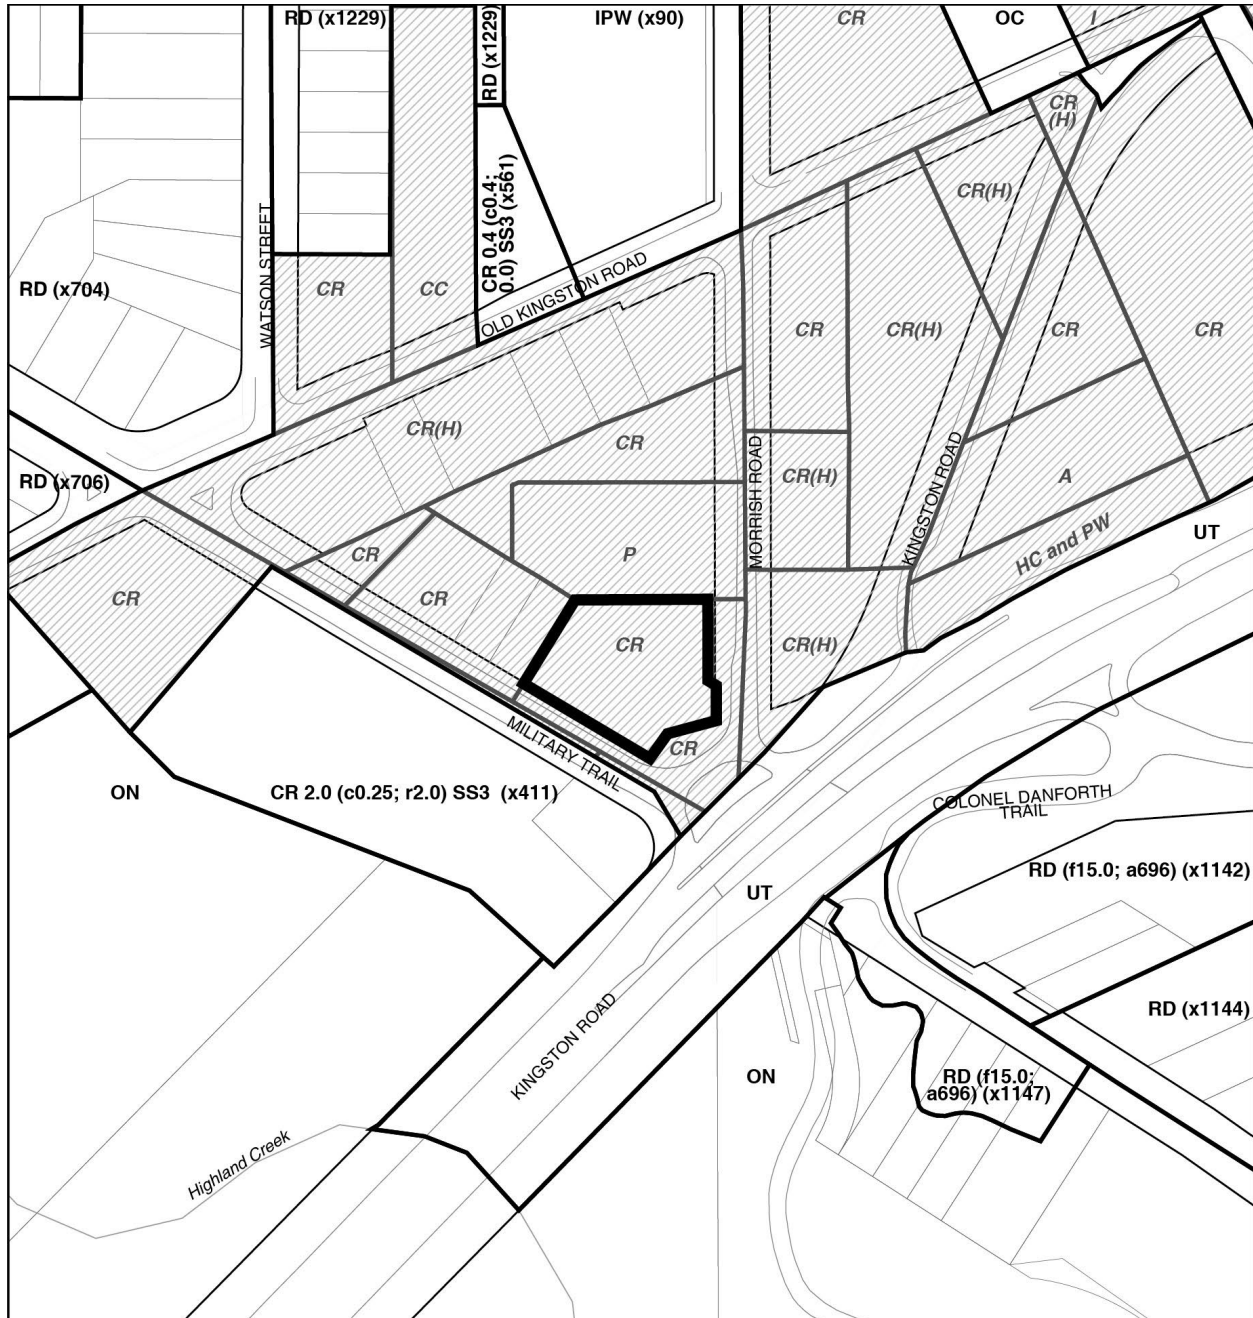 RD (x1229)
RD (x1229)
IPW (x90)
CR
OC
I
CR
(H)
CR 0.4 (c0.4;
0.0) SS3 (x561)
CR(H)
WATSON STREET
RD (x704)
CR
CC
OLD KINGSTON ROAD
CR
CR(H)
CR
CR
CR(H)
CR
RD (x706)
MORRISH ROAD
CR(H)
KINGSTON ROAD
A
HC and PW
UT
CR
P
CR
CR
CR
CR(H)
CR
MILITARY TRAIL
ON
CR 2.0 (c0.25; r2.0) SS3 (x411)
COLONEL DANFORTH
TRAIL
RD (f15.0; a696) (x1142)
UT
RD (x1144)
KINGSTON ROAD
ON
RD (f15.0;
a696) (x1147)
Highland Creek